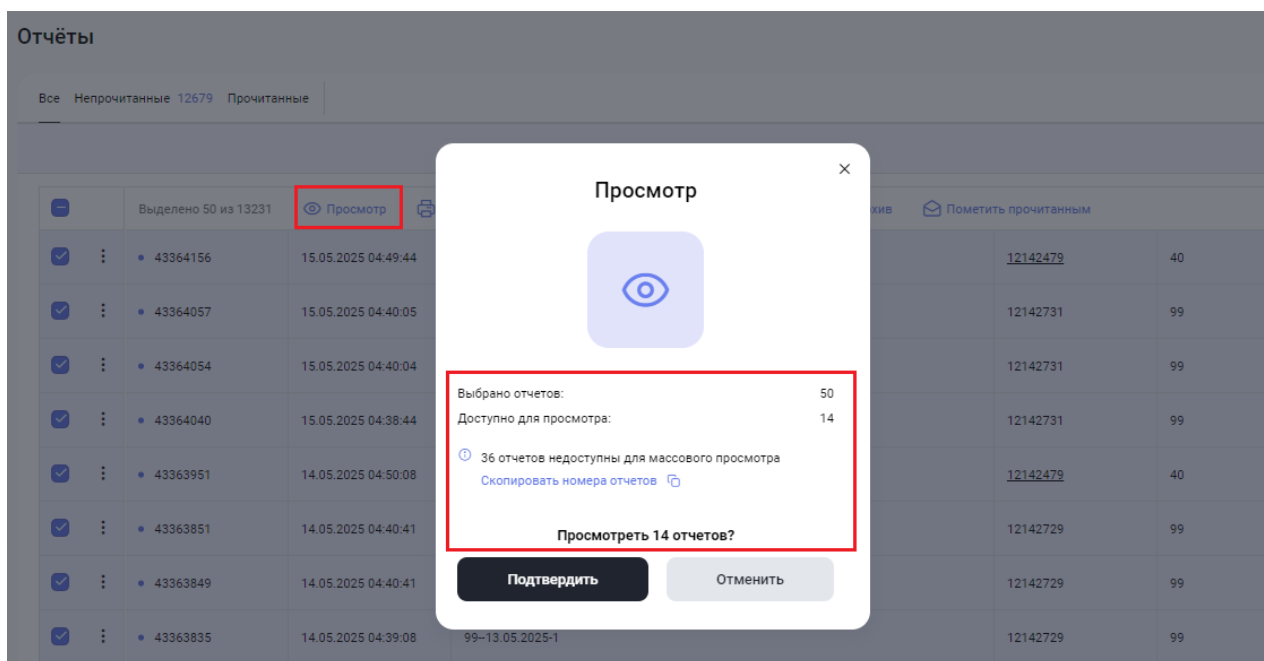 Отчёты
Все Непрочитанные 12679 Прочитанные
Просмотр
Выделено 50 из 13231 Просмотр Пометить прочитанным
43364156 15.05.2025 04:49:44 12142479 40
43364057 15.05.2025 04:40:05 12142731 99
43364054 15.05.2025 04:40:04 12142731 99
Выбрано отчетов: 50
43364040 15.05.2025 04:38:44 12142731 99
Доступно для просмотра: 14
36 отчетов недоступны для массового просмотра
43363951 14.05.2025 04:50:08 12142479 40
Скопировать номера отчетов
43363851 14.05.2025 04:40:41 12142729 99
Просмотреть 14 отчетов?
43363849 14.05.2025 04:40:41 12142729 99
Подтвердить Отменить
43363835 14.05.2025 04:39:08 99–13.05.2025-1 12142729 99